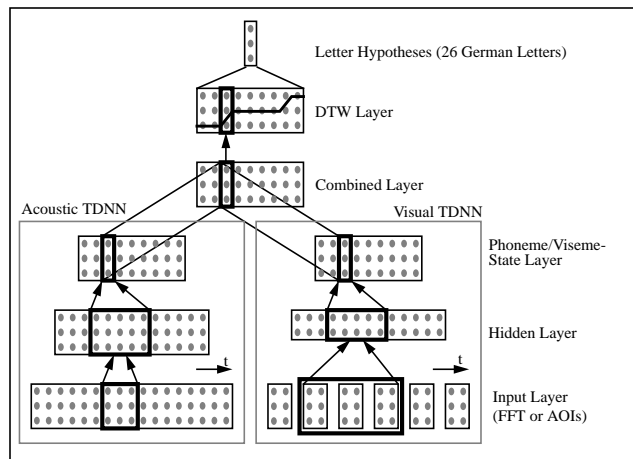 Letter Hypotheses (26 German Letters)
DTW Layer
Combined Layer
Acoustic TDNN
Visual TDNN
Phoneme/Viseme-
State Layer
Hidden Layer
t
t
Input Layer
(FFT or AOIs)